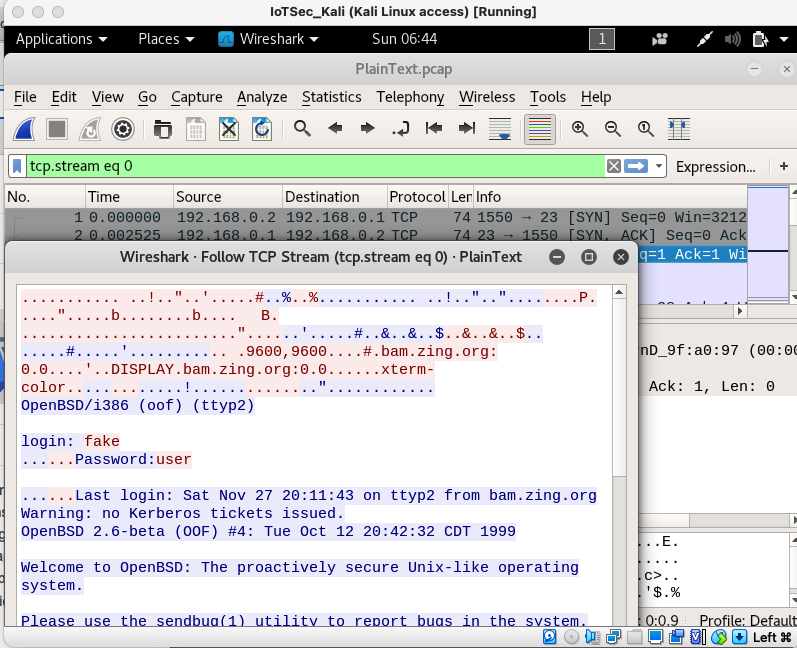 IoTSec_Kali (Kali Linux access) [Running]
Applications Places Wireshark Sun 06:44 1
PlainText.pcap
File Edit View Go Capture Analyze Statistics Telephony Wireless Tools Help
tcp.stream eq 0 Expression... +
No. Time Source Destination Protocol Len Info
1 0.000000 192.168.0.2 192.168.0.1 TCP 74 1550 → 23 [SYN] Seq=0 Win=3212
2 0.002525 192.168.0.1 192.168.0.2 TCP 74 23 → 1550 [SYN, ACK] Seq=0 Ack
q=1 Ack=1 Wi
Wireshark · Follow TCP Stream (tcp.stream eq 0) · PlainText
........... ..!.."..'.....#..%..%........... ..!..".."........P.
....".....b........b.... B.
........................"......'.....#..&..&..$..&..&..$..
.....#.....'........... .9600,9600....#.bam.zing.org:
0.0....'..DISPLAY.bam.zing.org:0.0......xterm-
color.............!.............."............
OpenBSD/i386 (oof) (ttyp2)
login: fake
......Password:user
......Last login: Sat Nov 27 20:11:43 on ttyp2 from bam.zing.org
Warning: no Kerberos tickets issued.
OpenBSD 2.6-beta (OOF) #4: Tue Oct 12 20:42:32 CDT 1999
Welcome to OpenBSD: The proactively secure Unix-like operating
system.
Please use the sendbug(1) utility to report bugs in the system.
nD_9f:a0:97 (00:00
Ack: 1, Len: 0
...E.
.....
.c>..
.'$.%
: 0:0.9 Profile: Default
Left ⌘